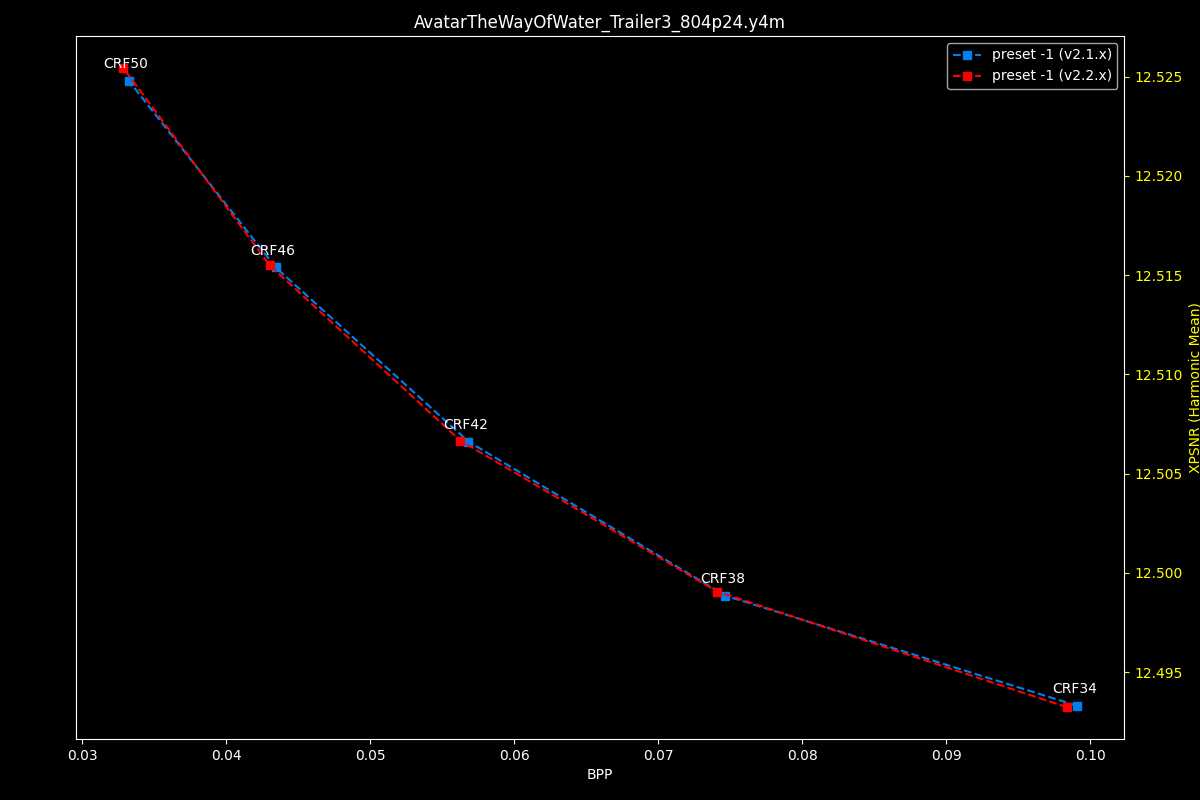 AvatarTheWayOfWater_Trailer3_804p24.y4m
preset -1 (v2.1.x)
preset -1 (v2.2.x)
CRF50
CRF46
CRF42
CRF38
CRF34
12.525
12.520
12.515
12.510
12.505
12.500
12.495
XPSNR (Harmonic Mean)
0.03 0.04 0.05 0.06 0.07 0.08 0.09 0.10
BPP